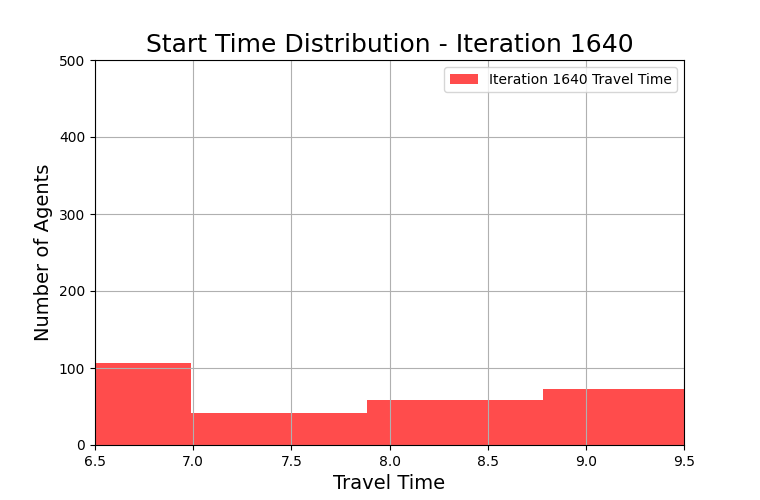 Start Time Distribution - Iteration 1640
500
Iteration 1640 Travel Time
400
300
200
100
0
Number of Agents
6.5 7.0 7.5 8.0 8.5 9.0 9.5
Travel Time